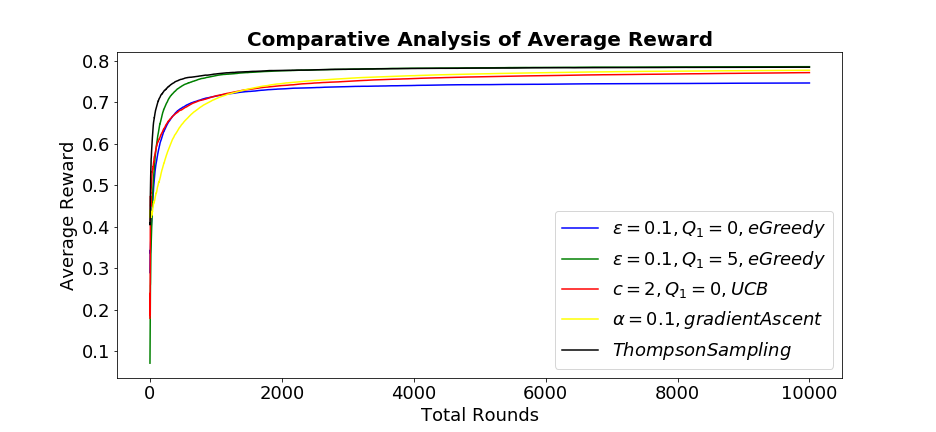 Comparative Analysis of Average Reward
Average Reward
0.8
0.7
0.6
0.5
0.4
0.3
0.2
0.1
0 2000 4000 6000 8000 10000
Total Rounds
ε = 0.1, Q₁ = 0, eGreedy
ε = 0.1, Q₁ = 5, eGreedy
c = 2, Q₁ = 0, UCB
α = 0.1, gradientAscent
ThompsonSampling